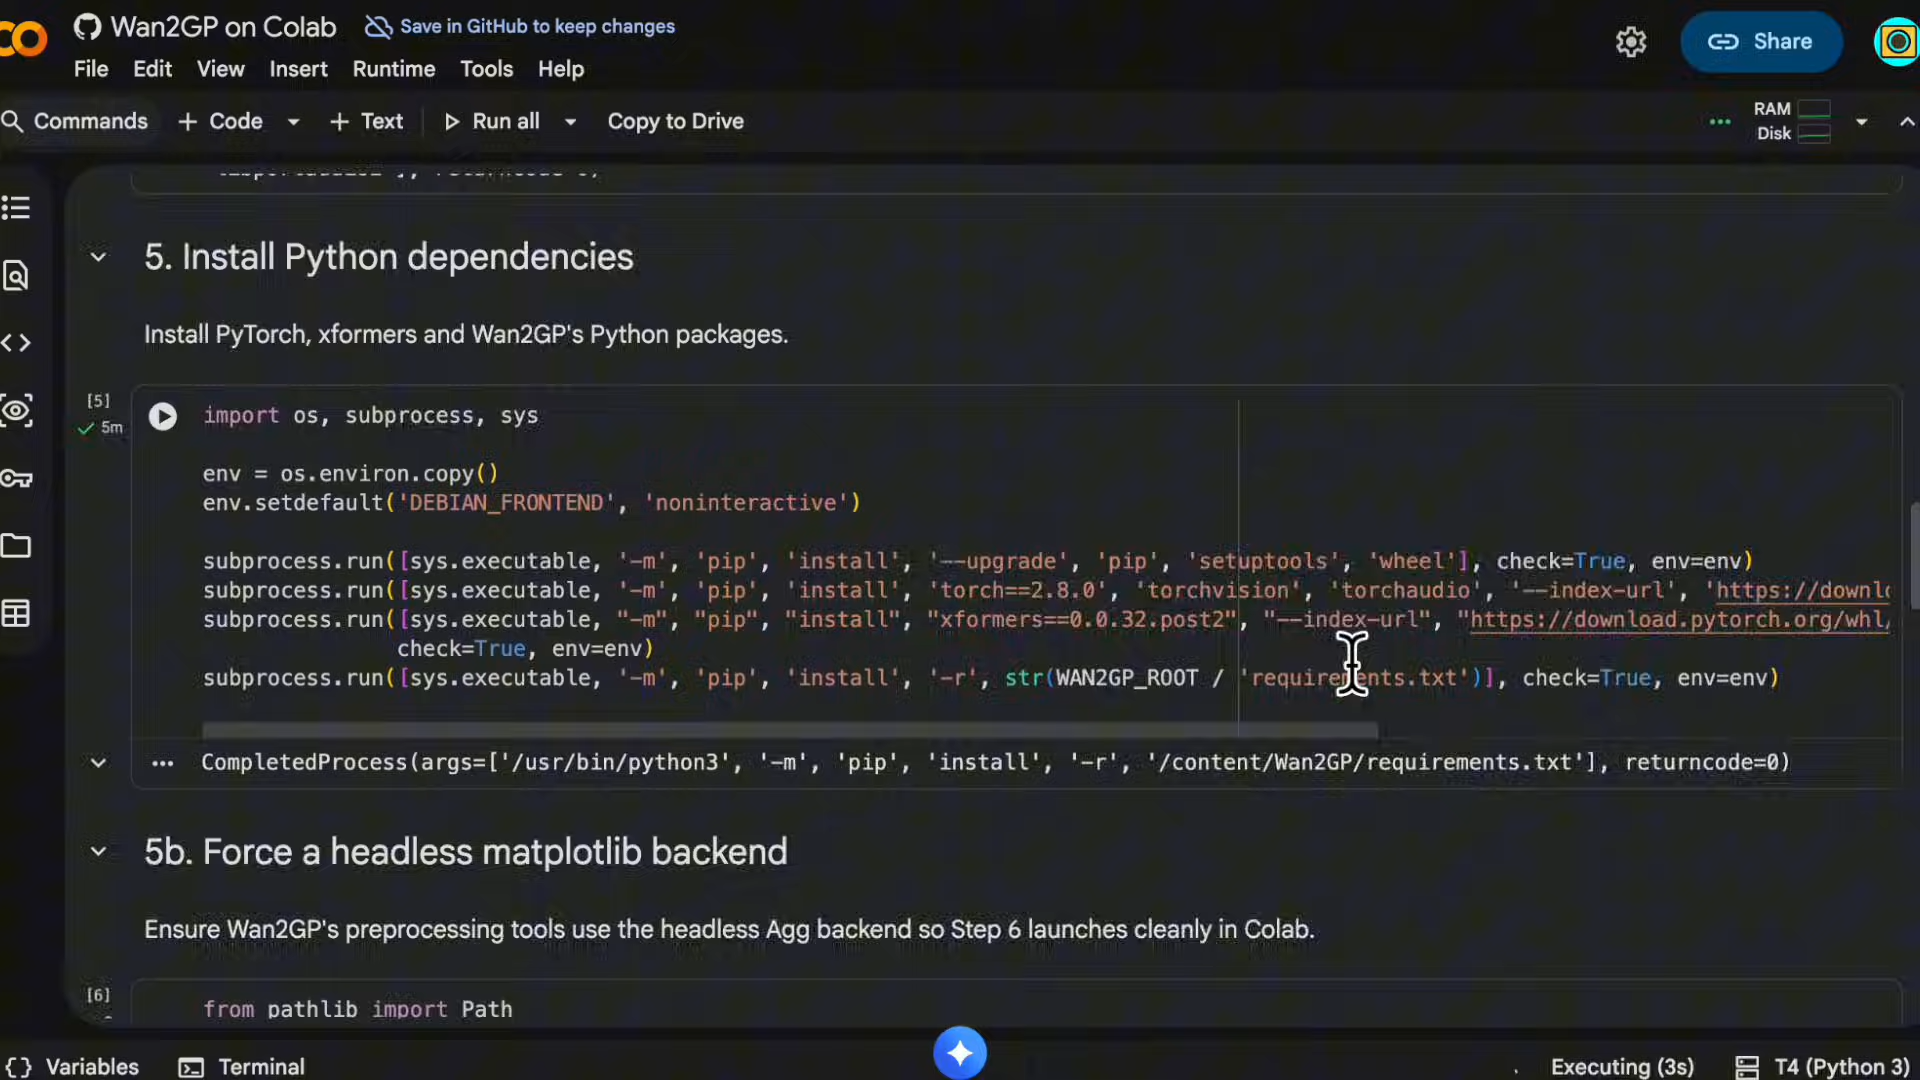 Wan2GP on Colab
Save in GitHub to keep changes
Share
File Edit View Insert Runtime Tools Help
Commands + Code + Text Run all Copy to Drive
RAM
Disk
5. Install Python dependencies
Install PyTorch, xformers and Wan2GP's Python packages.
[5]
5m
import os, subprocess, sys
env = os.environ.copy()
env.setdefault('DEBIAN_FRONTEND', 'noninteractive')
subprocess.run([sys.executable, '-m', 'pip', 'install', '--upgrade', 'pip', 'setuptools', 'wheel'], check=True, env=env)
subprocess.run([sys.executable, '-m', 'pip', 'install', 'torch==2.8.0', 'torchvision', 'torchaudio', '--index-url', 'https://downlo
subprocess.run([sys.executable, "-m", "pip", "install", "xformers==0.0.32.post2", "--index-url", "https://download.pytorch.org/whl/
check=True, env=env)
subprocess.run([sys.executable, '-m', 'pip', 'install', '-r', str(WAN2GP_ROOT / 'requirements.txt')], check=True, env=env)
CompletedProcess(args=['/usr/bin/python3', '-m', 'pip', 'install', '-r', '/content/Wan2GP/requirements.txt'], returncode=0)
5b. Force a headless matplotlib backend
Ensure Wan2GP's preprocessing tools use the headless Agg backend so Step 6 launches cleanly in Colab.
[6]
from pathlib import Path
{} Variables Terminal
Executing (3s) T4 (Python 3)